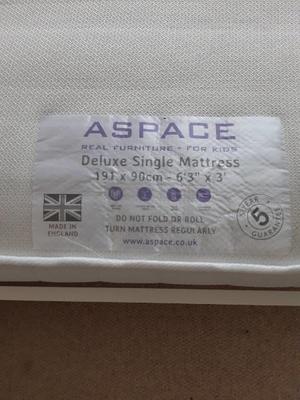 ASPACE
REAL FURNITURE - FOR KIDS
Deluxe Single Mattress
191 x 90cm - 6'3" x 3'
MADE IN
ENGLAND
DO NOT FOLD OR ROLL
TURN MATTRESS REGULARLY
www.aspace.co.uk
5 YEAR
GUARANTEE